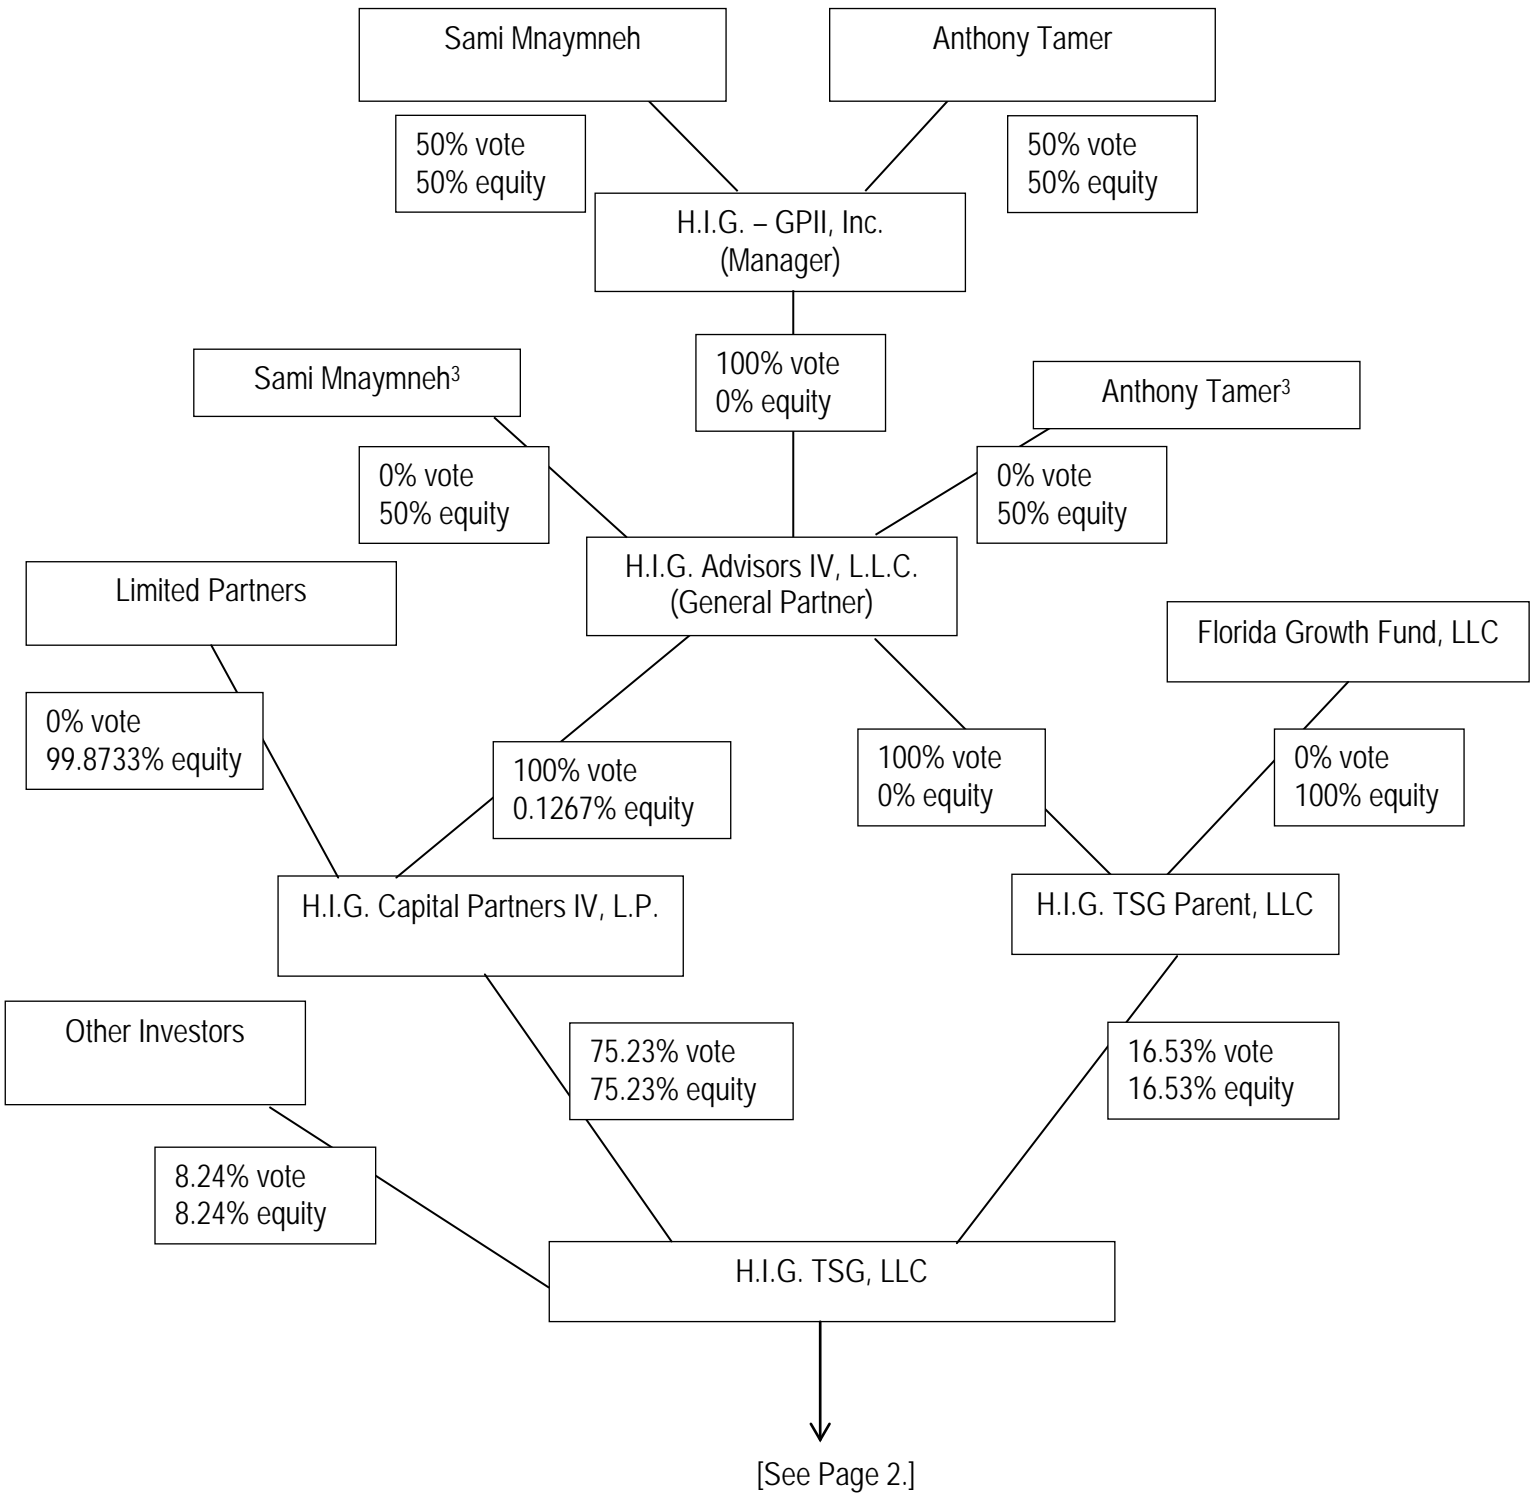 Sami Mnaymneh
Anthony Tamer
50% vote
50% equity
50% vote
50% equity
H.I.G. – GPII, Inc.
(Manager)
100% vote
0% equity
Sami Mnaymneh³
Anthony Tamer³
0% vote
50% equity
0% vote
50% equity
H.I.G. Advisors IV, L.L.C.
(General Partner)
Limited Partners
Florida Growth Fund, LLC
0% vote
99.8733% equity
100% vote
0.1267% equity
100% vote
0% equity
0% vote
100% equity
H.I.G. Capital Partners IV, L.P.
H.I.G. TSG Parent, LLC
Other Investors
75.23% vote
75.23% equity
16.53% vote
16.53% equity
8.24% vote
8.24% equity
H.I.G. TSG, LLC
[See Page 2.]